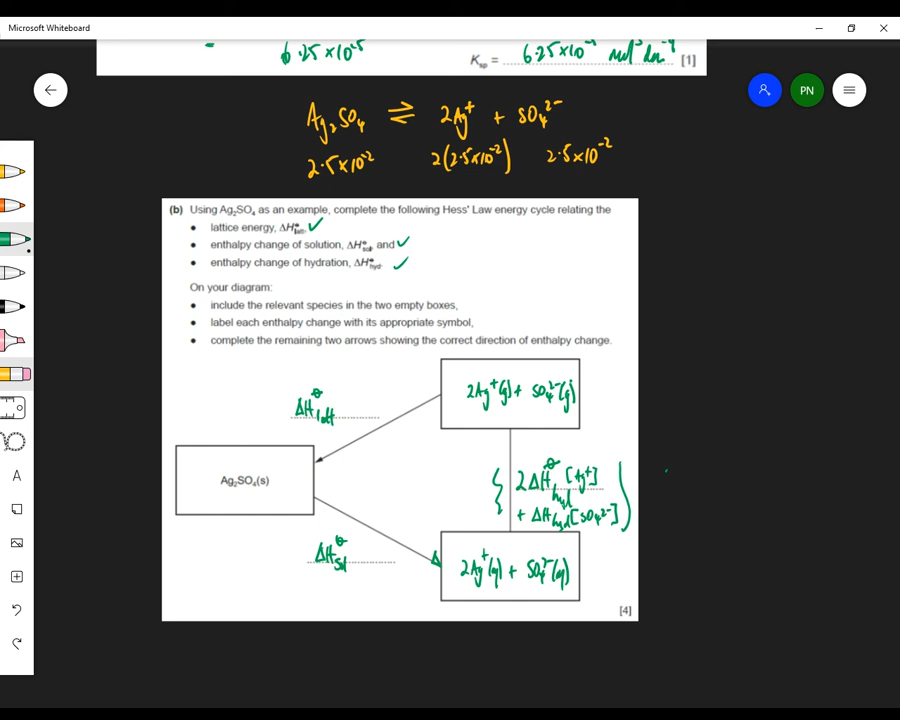 Microsoft Whiteboard
= 6.25×10⁻⁵
Ksp = 6.25×10 mol³ dm⁻⁹ [1]
PN
Ag₂SO₄ ⇌ 2Ag⁺ + SO₄²⁻
2.5×10⁻² 2(2.5×10⁻²) 2.5×10⁻²
(b) Using Ag₂SO₄ as an example, complete the following Hess' Law energy cycle relating the
• lattice energy, ΔH⦵latt, ✓
• enthalpy change of solution, ΔH⦵sol, and ✓
• enthalpy change of hydration, ΔH⦵hyd. ✓
On your diagram:
• include the relevant species in the two empty boxes,
• label each enthalpy change with its appropriate symbol,
• complete the remaining two arrows showing the correct direction of enthalpy change.
2Ag⁺(g) + SO₄²⁻(g)
ΔH⦵latt
Ag₂SO₄(s)
2ΔH⦵hyd [Ag⁺]
+ ΔHhyd[SO₄²⁻]
ΔH⦵sol
2Ag⁺(aq) + SO₄²⁻(aq)
[4]
A